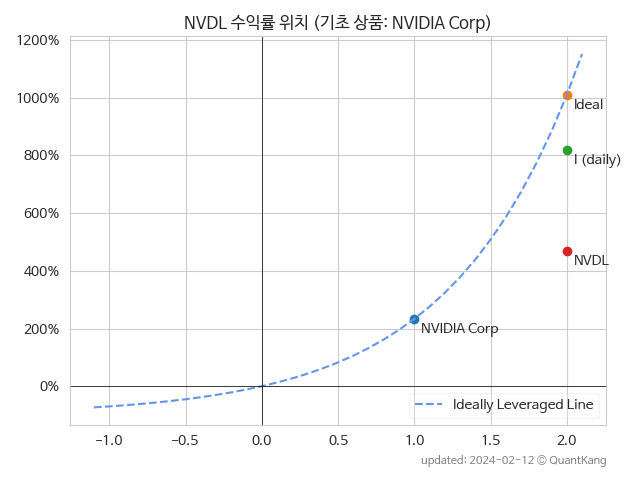 NVDL 수익률 위치 (기초 상품: NVIDIA Corp)
1200%
1000%
Ideal
800%
I (daily)
600%
400%
NVDL
200%
NVIDIA Corp
0%
Ideally Leveraged Line
−1.0
−0.5
0.0
0.5
1.0
1.5
2.0
updated: 2024-02-12 © QuantKang